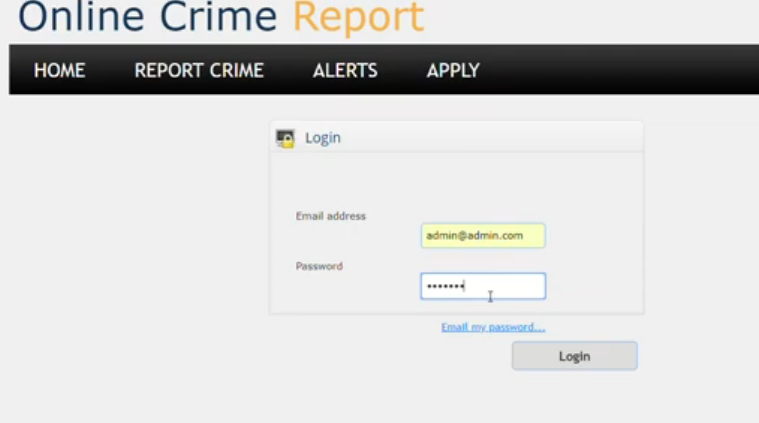 Online Crime Report
HOME REPORT CRIME ALERTS APPLY
Login
Email address
admin@admin.com
Password
•••••••
Email my password...
Login